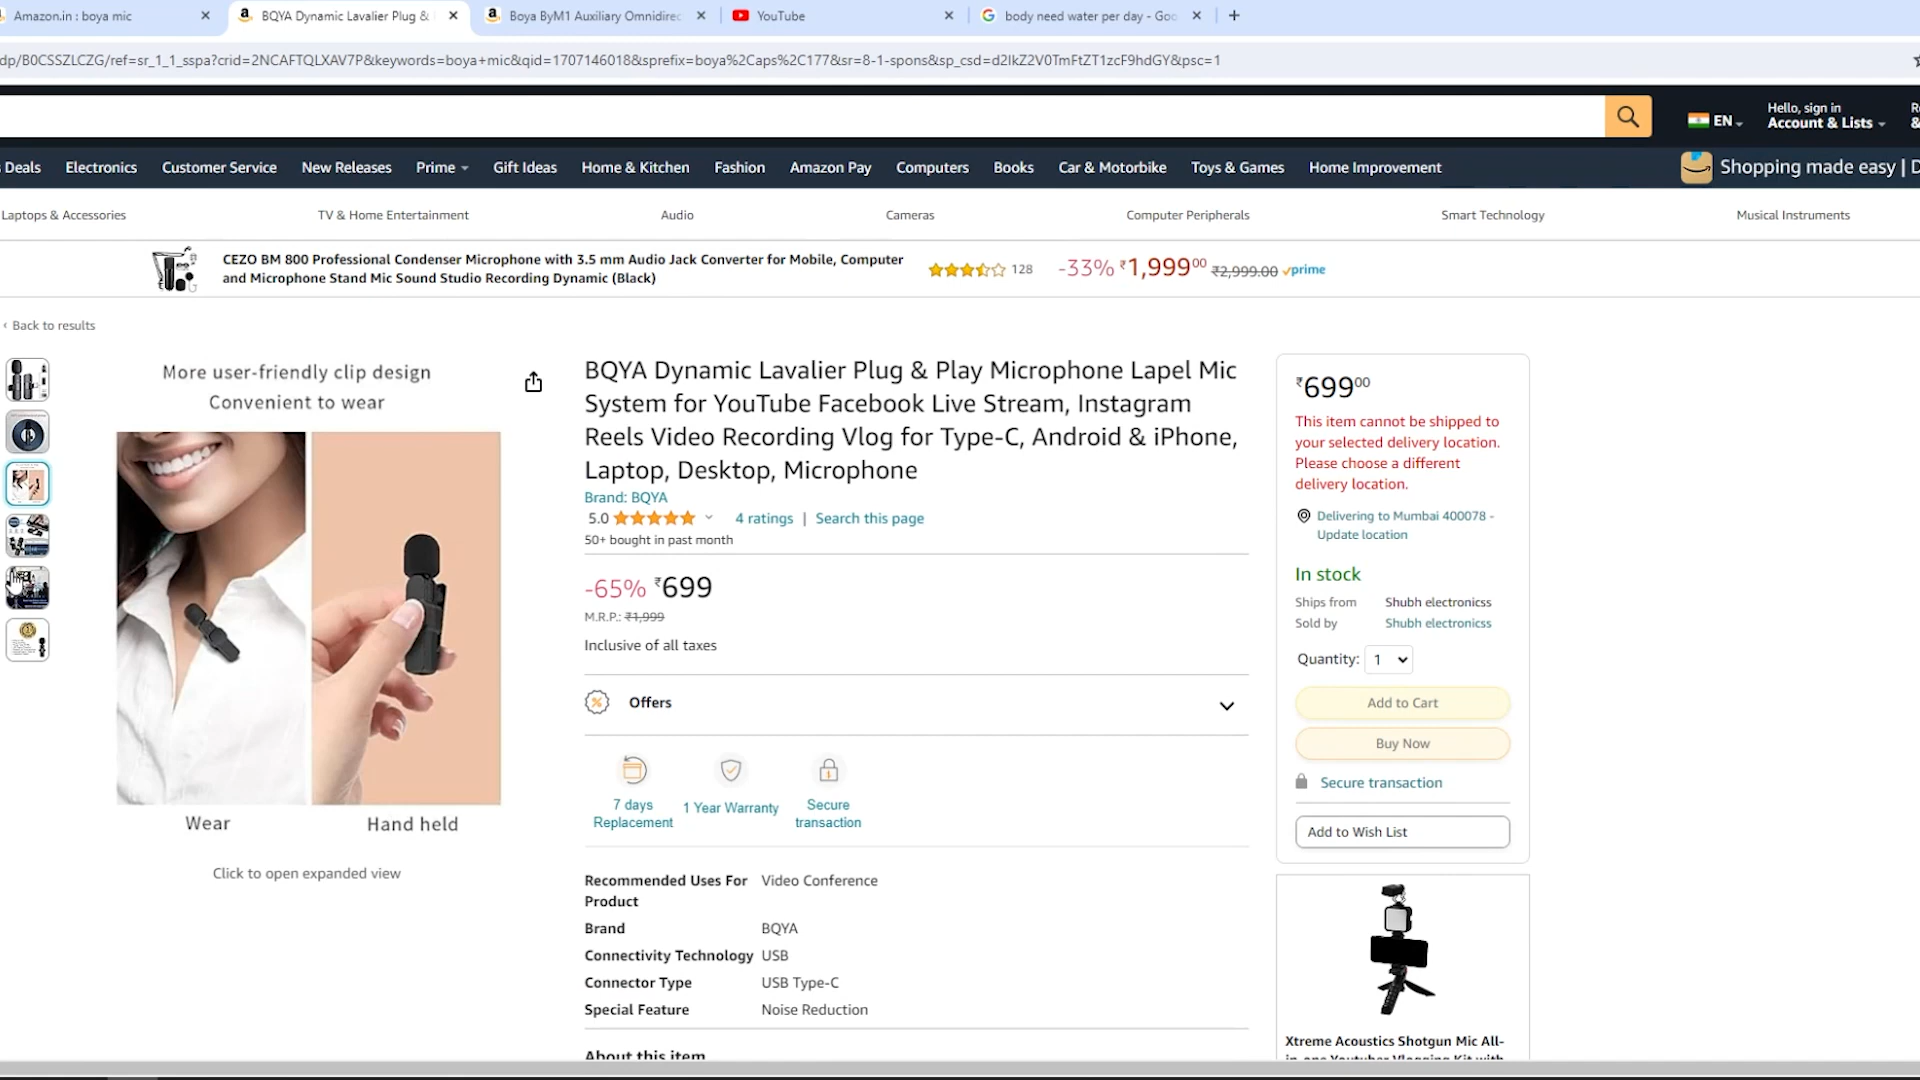 Amazon.in : boya mic
BQYA Dynamic Lavalier Plug &
Boya ByM1 Auxiliary Omnidirec
YouTube
body need water per day - Goo
dp/B0CSSZLCZG/ref=sr_1_1_sspa?crid=2NCAFTQLXAV7P&keywords=boya+mic&qid=1707146018&sprefix=boya%2Caps%2C177&sr=8-1-spons&sp_csd=d2lkZ2V0TmFtZT1zcF9hdGY&psc=1
EN
Hello, sign in
Account & Lists
Deals
Electronics
Customer Service
New Releases
Prime
Gift Ideas
Home & Kitchen
Fashion
Amazon Pay
Computers
Books
Car & Motorbike
Toys & Games
Home Improvement
Shopping made easy | D
Laptops & Accessories
TV & Home Entertainment
Audio
Cameras
Computer Peripherals
Smart Technology
Musical Instruments
CEZO BM 800 Professional Condenser Microphone with 3.5 mm Audio Jack Converter for Mobile, Computer
and Microphone Stand Mic Sound Studio Recording Dynamic (Black)
128
-33% ₹1,99900 ₹2,999.00 prime
‹ Back to results
More user-friendly clip design
Convenient to wear
Wear
Hand held
Click to open expanded view
BQYA Dynamic Lavalier Plug & Play Microphone Lapel Mic
System for YouTube Facebook Live Stream, Instagram
Reels Video Recording Vlog for Type-C, Android & iPhone,
Laptop, Desktop, Microphone
Brand: BQYA
5.0
4 ratings | Search this page
50+ bought in past month
-65% ₹699
M.R.P.: ₹1,999
Inclusive of all taxes
Offers
7 days
Replacement
1 Year Warranty
Secure
transaction
Recommended Uses For
Product
Video Conference
Brand BQYA
Connectivity Technology USB
Connector Type USB Type-C
Special Feature Noise Reduction
About this item
₹69900
This item cannot be shipped to
your selected delivery location.
Please choose a different
delivery location.
Delivering to Mumbai 400078 -
Update location
In stock
Ships from Shubh electronicss
Sold by Shubh electronicss
Quantity: 1
Add to Cart
Buy Now
Secure transaction
Add to Wish List
Xtreme Acoustics Shotgun Mic All-
in-one Youtuber Vlogging Kit with